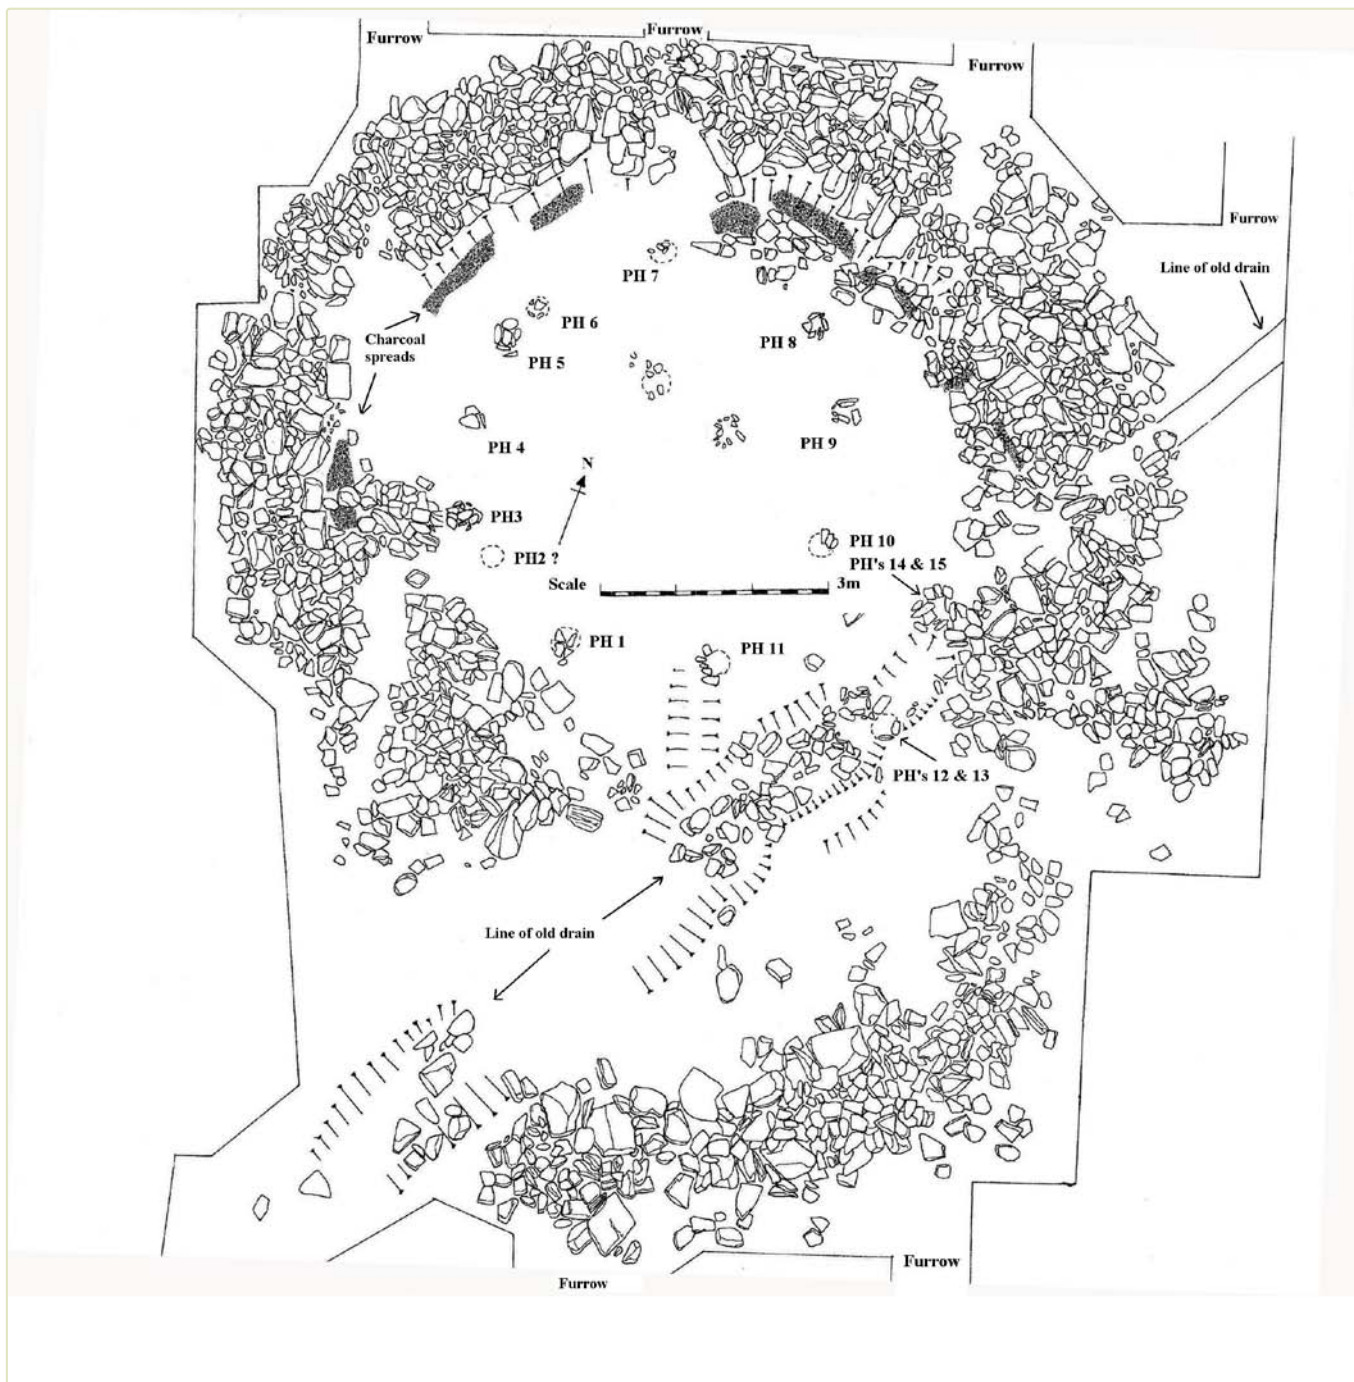 Furrow
Furrow
Furrow
Furrow
Line of old drain
PH 7
PH 6
PH 8
Charcoal
spreads
PH 5
PH 4
PH 9
N
PH3
PH2 ?
PH 10
PH's 14 & 15
Scale
3m
PH 1
PH 11
PH's 12 & 13
Line of old drain
Furrow
Furrow